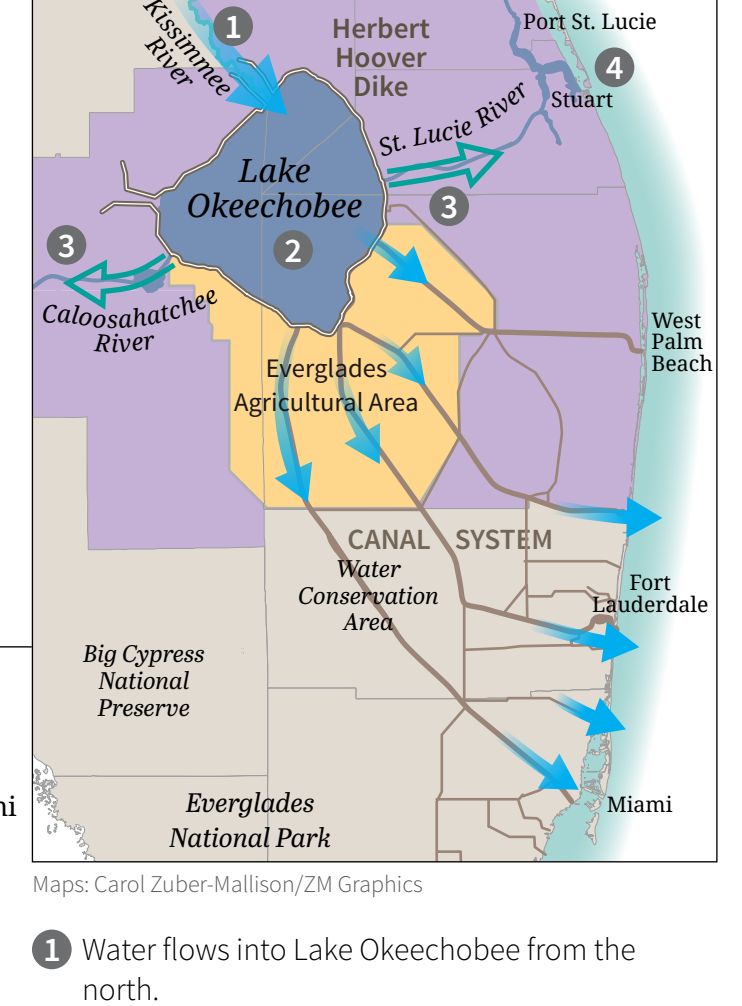 1
Kissimmee
River
Herbert
Hoover
Dike
Port St. Lucie
4
Stuart
St. Lucie River
Lake
Okeechobee
2
3
3
Caloosahatchee
River
West
Palm
Beach
Everglades
Agricultural Area
CANAL SYSTEM
Water
Conservation
Area
Fort
Lauderdale
Big Cypress
National
Preserve
Everglades
National Park
Miami
Maps: Carol Zuber-Mallison/ZM Graphics
1 Water flows into Lake Okeechobee from the
north.